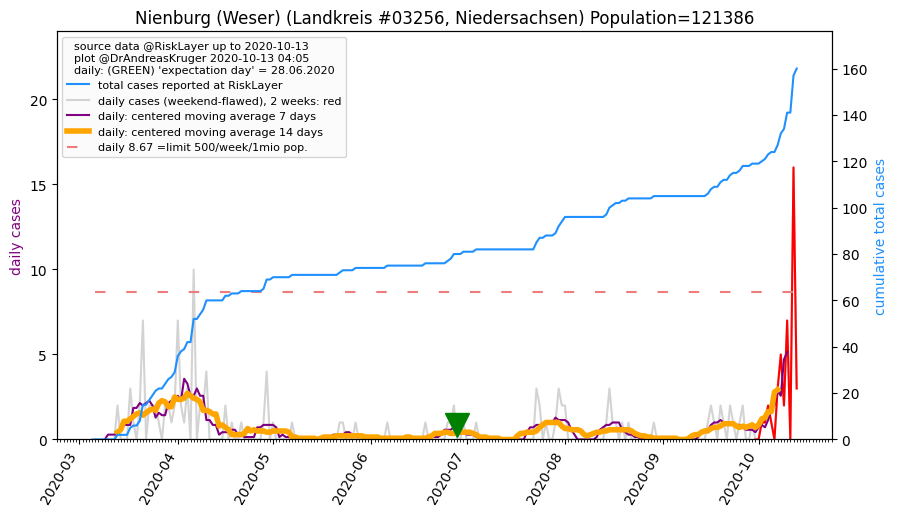 Nienburg (Weser) (Landkreis #03256, Niedersachsen) Population=121386
source data @RiskLayer up to 2020-10-13
plot @DrAndreasKruger 2020-10-13 04:05
daily: (GREEN) 'expectation day' = 28.06.2020
total cases reported at RiskLayer
daily cases (weekend-flawed), 2 weeks: red
daily: centered moving average 7 days
daily: centered moving average 14 days
daily 8.67 =limit 500/week/1mio pop.
daily cases
20
15
10
5
0
cumulative total cases
160
140
120
100
80
60
40
20
0
2020-03
2020-04
2020-05
2020-06
2020-07
2020-08
2020-09
2020-10